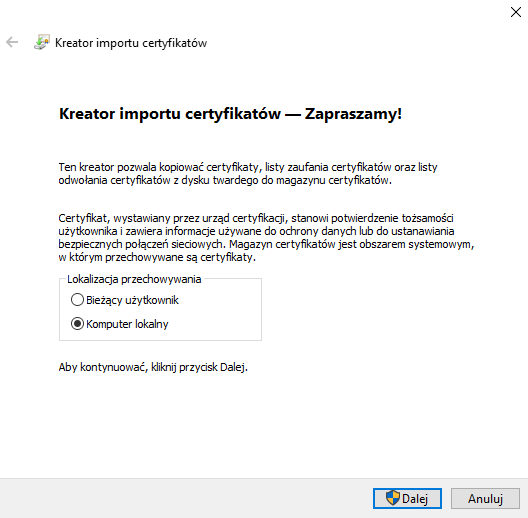 Kreator importu certyfikatów
Kreator importu certyfikatów — Zapraszamy!
Ten kreator pozwala kopiować certyfikaty, listy zaufania certyfikatów oraz listy
odwołania certyfikatów z dysku twardego do magazynu certyfikatów.
Certyfikat, wystawiany przez urząd certyfikacji, stanowi potwierdzenie tożsamości
użytkownika i zawiera informacje używane do ochrony danych lub do ustanawiania
bezpiecznych połączeń sieciowych. Magazyn certyfikatów jest obszarem systemowym,
w którym przechowywane są certyfikaty.
Lokalizacja przechowywania
Bieżący użytkownik
Komputer lokalny
Aby kontynuować, kliknij przycisk Dalej.
Dalej
Anuluj